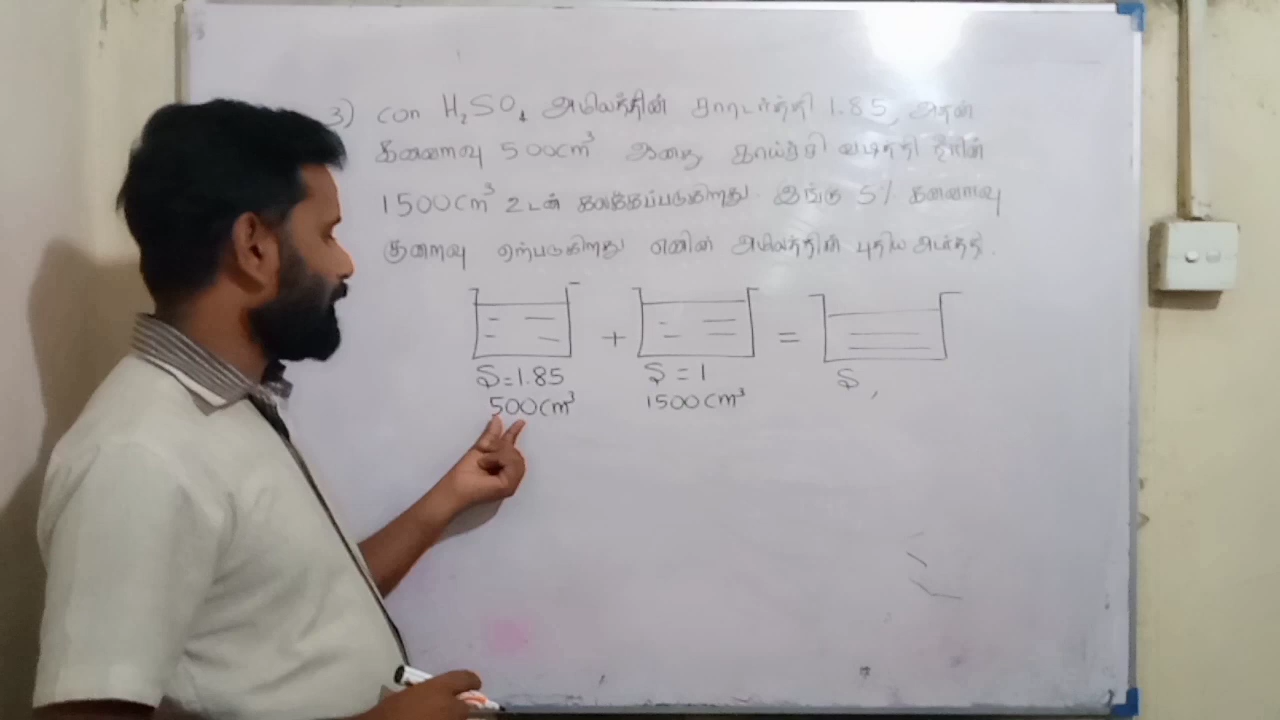 3) con H₂SO₄ அமிலத்தின் சாரடர்த்தி 1.85, அதன்
கனவளவு 500cm³ அதை காய்ச்சி வடித்த நீரின்
1500cm³ உடன் கலக்கப்படுகிறது. இங்கு 5% கனவளவு
குறைவு ஏற்படுகிறது எனின் அமிலத்தின் புதிய அடர்த்தி.
+ =
S=1.85 S=1 S,
500cm³ 1500cm³